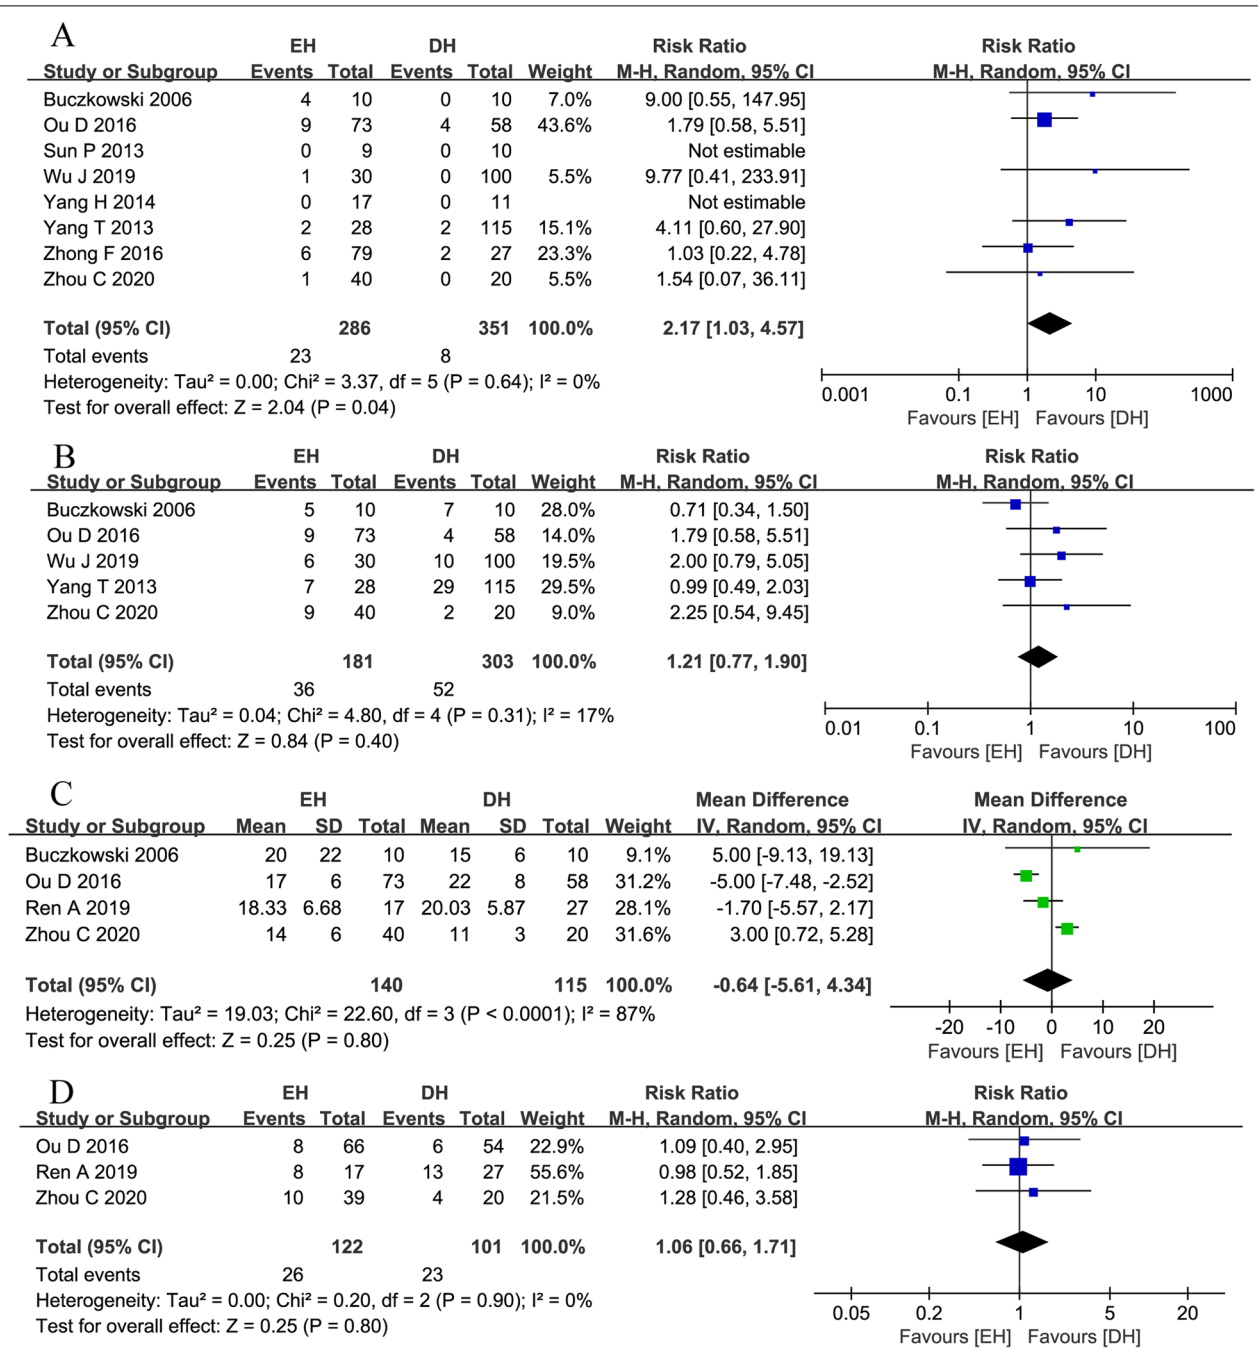 A
EH DH Risk Ratio Risk Ratio
Study or Subgroup Events Total Events Total Weight M-H, Random, 95% CI M-H, Random, 95% CI
Buczkowski 2006 4 10 0 10 7.0% 9.00 [0.55, 147.95]
Ou D 2016 9 73 4 58 43.6% 1.79 [0.58, 5.51]
Sun P 2013 0 9 0 10 Not estimable
Wu J 2019 1 30 0 100 5.5% 9.77 [0.41, 233.91]
Yang H 2014 0 17 0 11 Not estimable
Yang T 2013 2 28 2 115 15.1% 4.11 [0.60, 27.90]
Zhong F 2016 6 79 2 27 23.3% 1.03 [0.22, 4.78]
Zhou C 2020 1 40 0 20 5.5% 1.54 [0.07, 36.11]
Total (95% CI) 286 351 100.0% 2.17 [1.03, 4.57]
Total events 23 8
Heterogeneity: Tau² = 0.00; Chi² = 3.37, df = 5 (P = 0.64); I² = 0%
Test for overall effect: Z = 2.04 (P = 0.04)
0.001 0.1 1 10 1000
Favours [EH] Favours [DH]
B
EH DH Risk Ratio Risk Ratio
Study or Subgroup Events Total Events Total Weight M-H, Random, 95% CI M-H, Random, 95% CI
Buczkowski 2006 5 10 7 10 28.0% 0.71 [0.34, 1.50]
Ou D 2016 9 73 4 58 14.0% 1.79 [0.58, 5.51]
Wu J 2019 6 30 10 100 19.5% 2.00 [0.79, 5.05]
Yang T 2013 7 28 29 115 29.5% 0.99 [0.49, 2.03]
Zhou C 2020 9 40 2 20 9.0% 2.25 [0.54, 9.45]
Total (95% CI) 181 303 100.0% 1.21 [0.77, 1.90]
Total events 36 52
Heterogeneity: Tau² = 0.04; Chi² = 4.80, df = 4 (P = 0.31); I² = 17%
Test for overall effect: Z = 0.84 (P = 0.40)
0.01 0.1 1 10 100
Favours [EH] Favours [DH]
C
EH DH Mean Difference Mean Difference
Study or Subgroup Mean SD Total Mean SD Total Weight IV, Random, 95% CI IV, Random, 95% CI
Buczkowski 2006 20 22 10 15 6 10 9.1% 5.00 [-9.13, 19.13]
Ou D 2016 17 6 73 22 8 58 31.2% -5.00 [-7.48, -2.52]
Ren A 2019 18.33 6.68 17 20.03 5.87 27 28.1% -1.70 [-5.57, 2.17]
Zhou C 2020 14 6 40 11 3 20 31.6% 3.00 [0.72, 5.28]
Total (95% CI) 140 115 100.0% -0.64 [-5.61, 4.34]
Heterogeneity: Tau² = 19.03; Chi² = 22.60, df = 3 (P < 0.0001); I² = 87%
Test for overall effect: Z = 0.25 (P = 0.80)
-20 -10 0 10 20
Favours [EH] Favours [DH]
D
EH DH Risk Ratio Risk Ratio
Study or Subgroup Events Total Events Total Weight M-H, Random, 95% CI M-H, Random, 95% CI
Ou D 2016 8 66 6 54 22.9% 1.09 [0.40, 2.95]
Ren A 2019 8 17 13 27 55.6% 0.98 [0.52, 1.85]
Zhou C 2020 10 39 4 20 21.5% 1.28 [0.46, 3.58]
Total (95% CI) 122 101 100.0% 1.06 [0.66, 1.71]
Total events 26 23
Heterogeneity: Tau² = 0.00; Chi² = 0.20, df = 2 (P = 0.90); I² = 0%
Test for overall effect: Z = 0.25 (P = 0.80)
0.05 0.2 1 5 20
Favours [EH] Favours [DH]